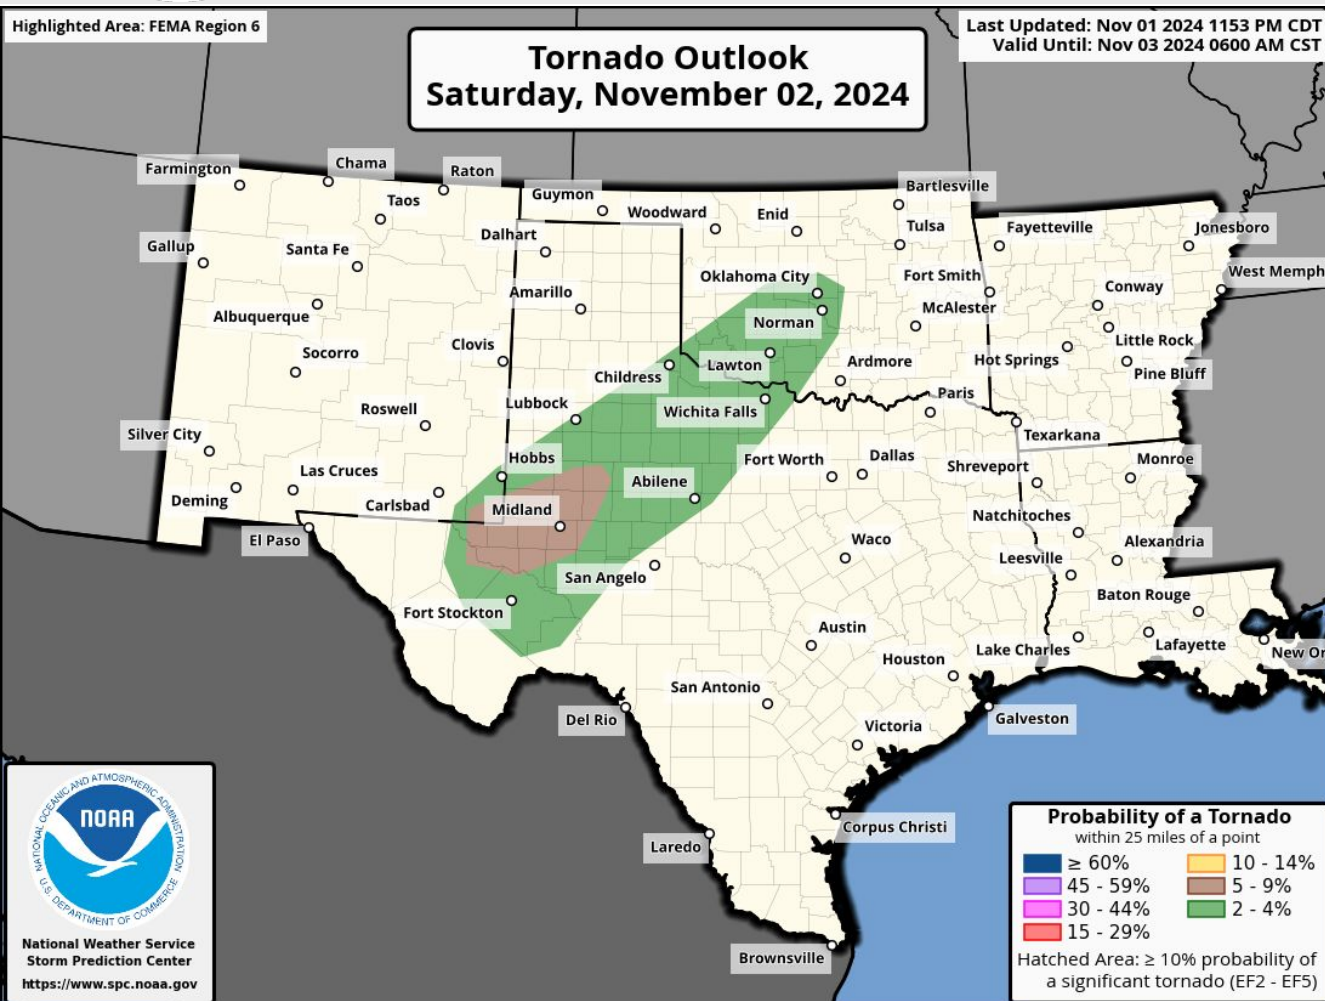 Highlighted Area: FEMA Region 6
Last Updated: Nov 01 2024 1153 PM CDT
Valid Until: Nov 03 2024 0600 AM CST
Tornado Outlook
Saturday, November 02, 2024
Farmington
Chama
Raton
Taos
Guymon
Woodward
Enid
Bartlesville
Tulsa
Fayetteville
Jonesboro
Gallup
Santa Fe
Dalhart
Oklahoma City
Fort Smith
West Memph
Amarillo
Conway
Albuquerque
Norman
McAlester
Little Rock
Socorro
Clovis
Childress
Lawton
Ardmore
Hot Springs
Pine Bluff
Roswell
Lubbock
Wichita Falls
Paris
Texarkana
Silver City
Hobbs
Las Cruces
Abilene
Fort Worth
Dallas
Shreveport
Monroe
Deming
Carlsbad
Midland
Natchitoches
El Paso
Waco
Alexandria
San Angelo
Leesville
Fort Stockton
Baton Rouge
Austin
Houston
Lake Charles
Lafayette
New Or
San Antonio
Del Rio
Victoria
Galveston
Laredo
Corpus Christi
Brownsville
NATIONAL OCEANIC AND ATMOSPHERIC ADMINISTRATION
NOAA
U.S. DEPARTMENT OF COMMERCE
National Weather Service
Storm Prediction Center
https://www.spc.noaa.gov
Probability of a Tornado
within 25 miles of a point
≥ 60% 10 - 14%
45 - 59% 5 - 9%
30 - 44% 2 - 4%
15 - 29%
Hatched Area: ≥ 10% probability of
a significant tornado (EF2 - EF5)